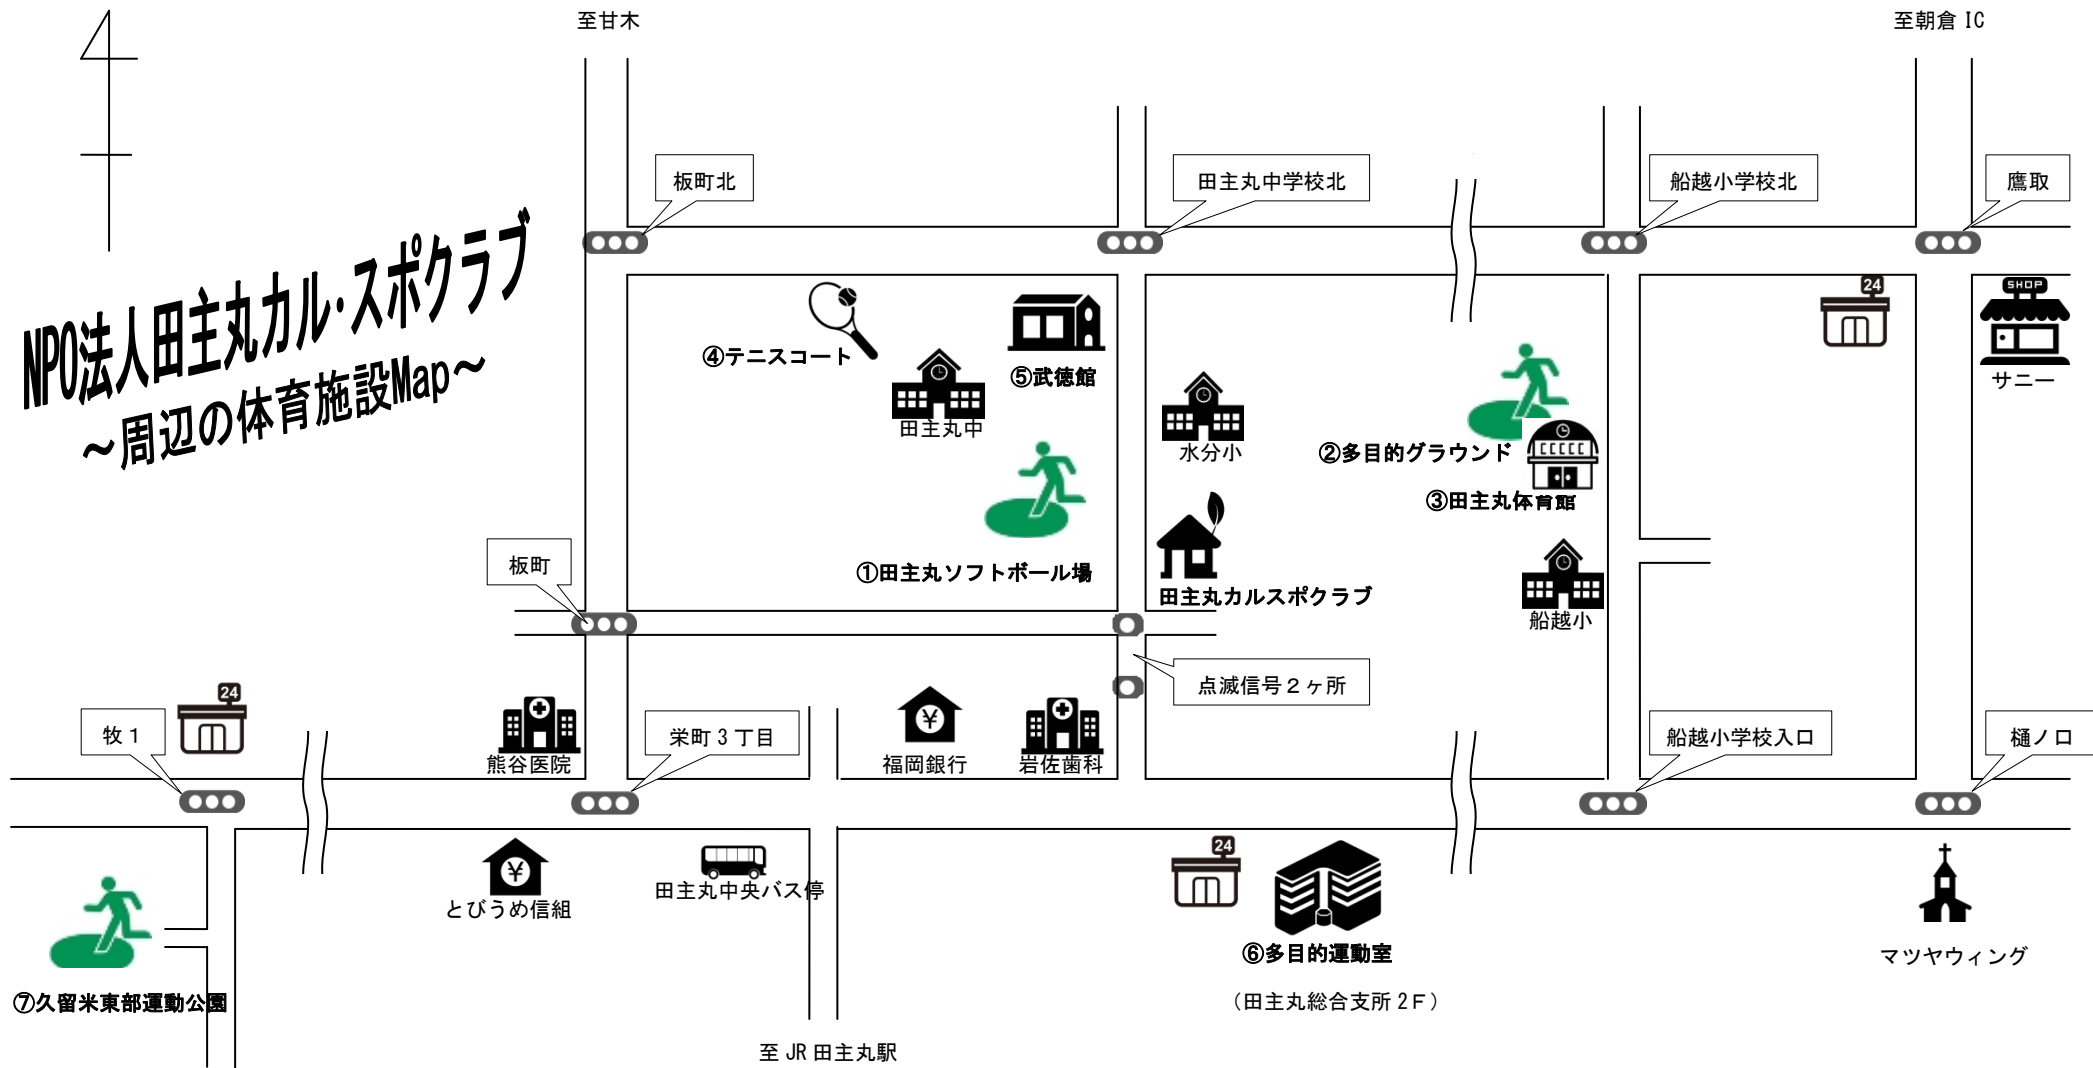 至甘木
至朝倉 IC
板町北
田主丸中学校北
船越小学校北
鷹取
NPO法人田主丸カル・スポクラブ
～周辺の体育施設Map～
24
SHOP
サニー
④テニスコート
⑤武徳館
田主丸中
水分小
②多目的グラウンド
③田主丸体育館
板町
①田主丸ソフトボール場
田主丸カルスポクラブ
船越小
点滅信号２ヶ所
24
牧１
熊谷医院
栄町３丁目
福岡銀行
岩佐歯科
船越小学校入口
樋ノ口
とびうめ信組
田主丸中央バス停
24
⑥多目的運動室
（田主丸総合支所２Ｆ）
マツヤウィング
⑦久留米東部運動公園
至 JR 田主丸駅